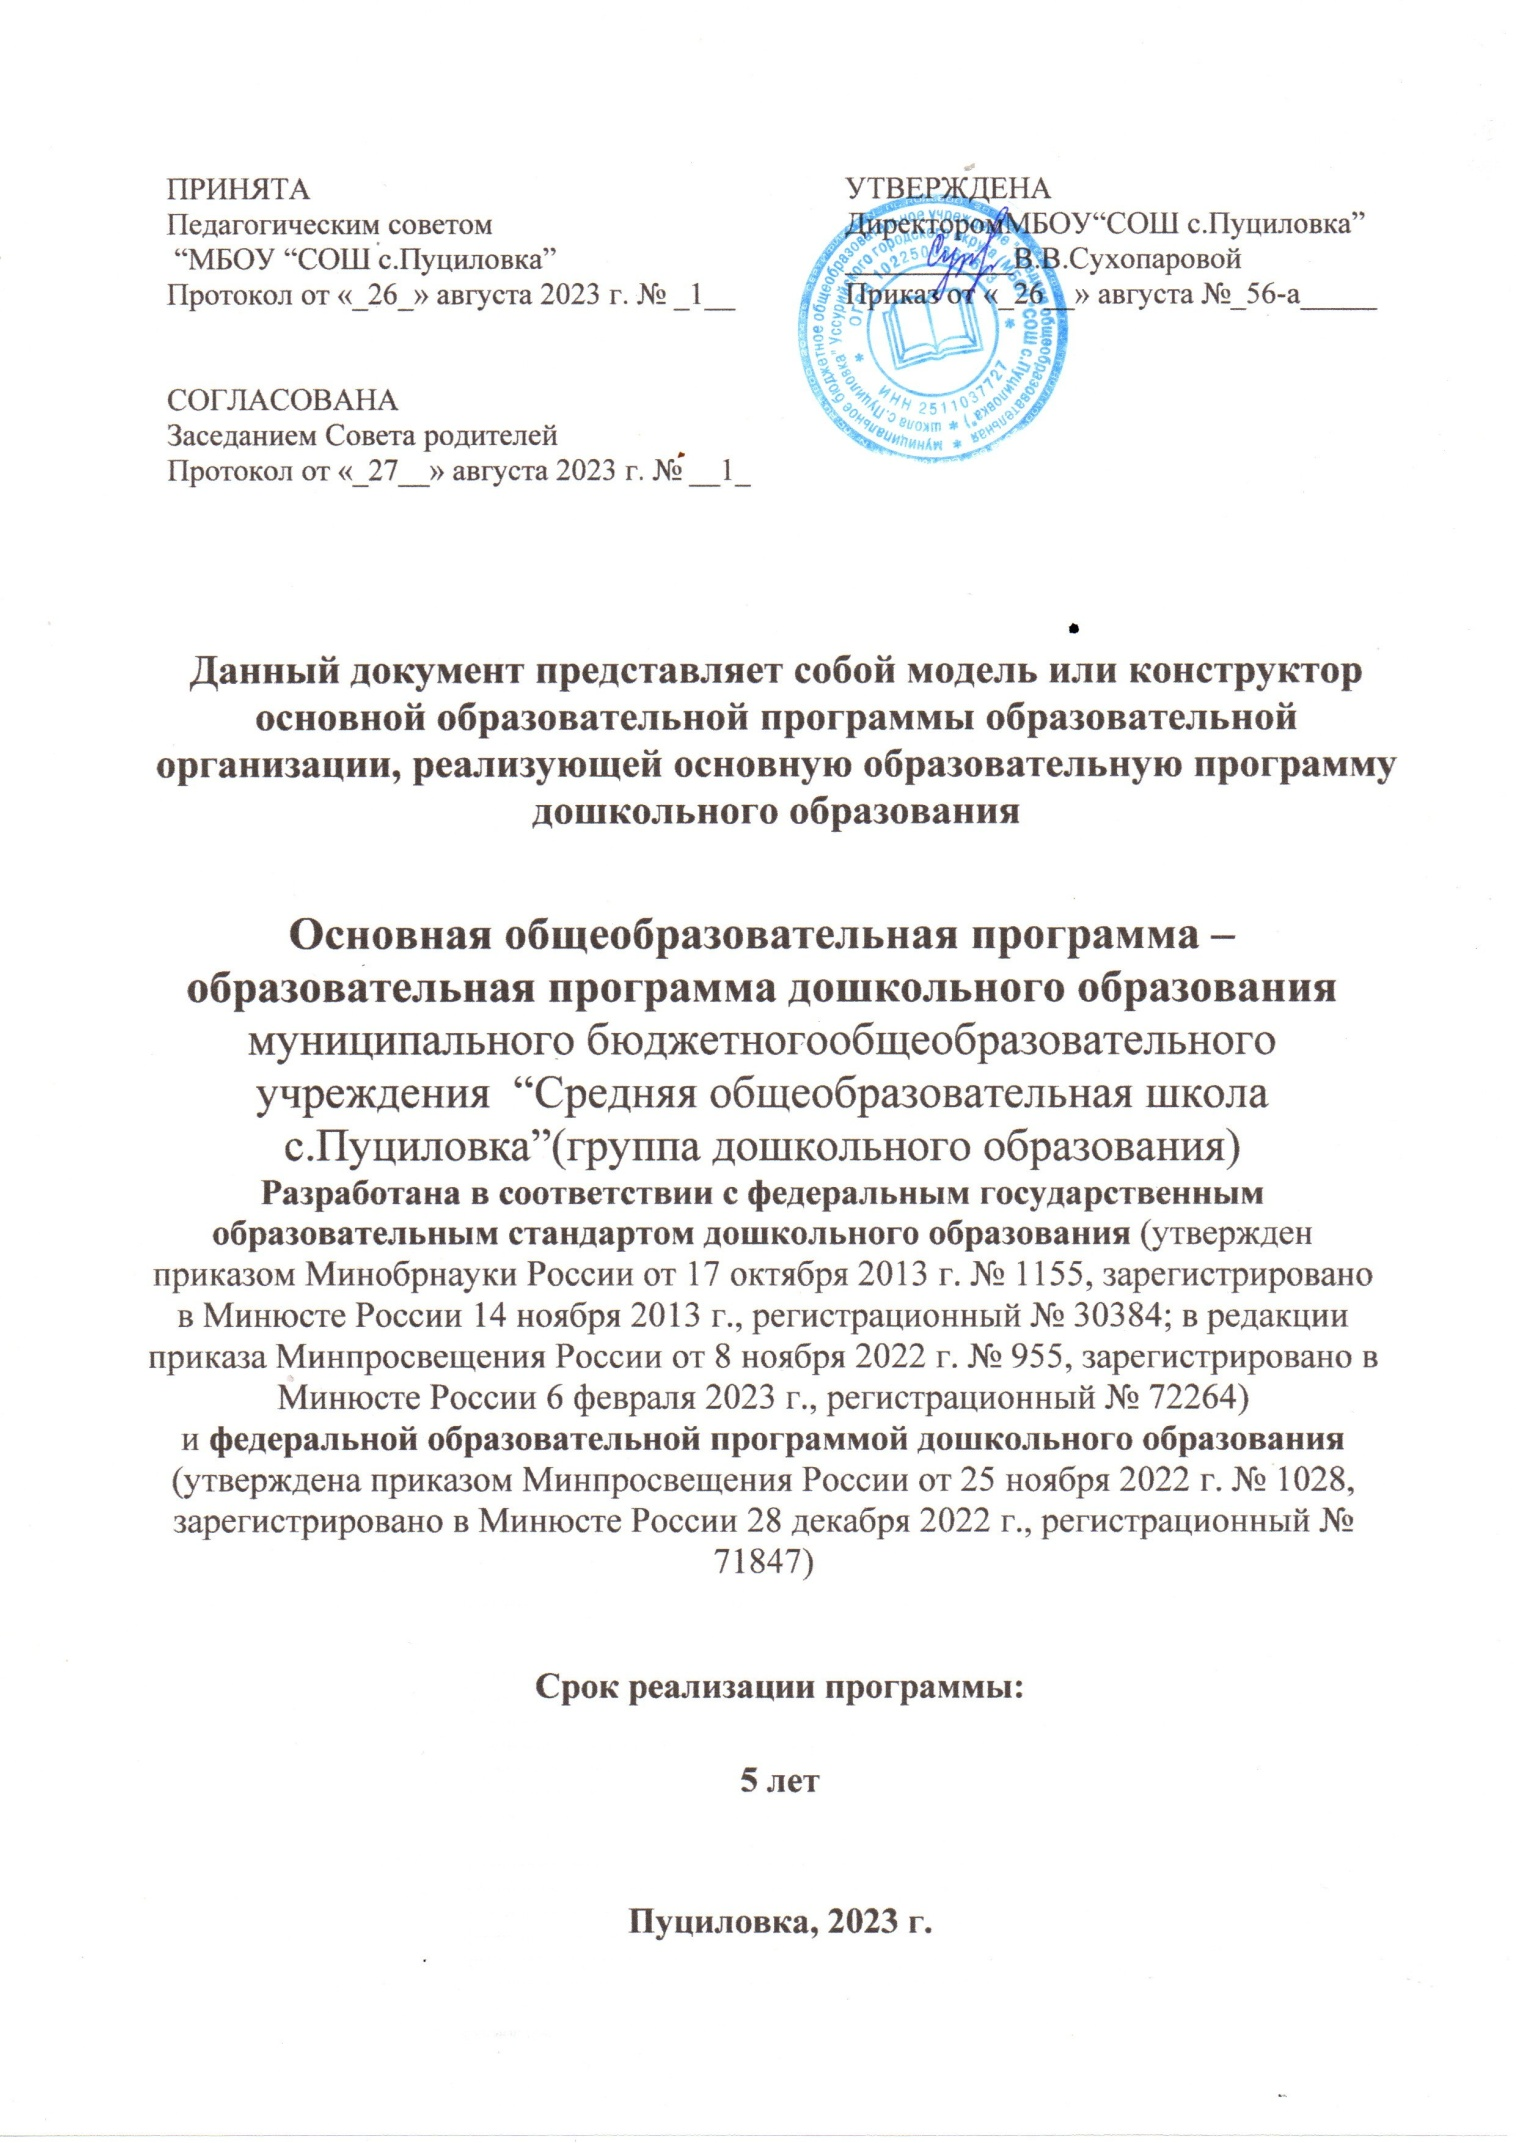 ПРИНЯТА
Педагогическим советом
“МБОУ “СОШ с.Пуциловка”
Протокол от «_26_» августа 2023 г. № _1__
УТВЕРЖДЕНА
ДиректоромМБОУ“СОШ с.Пуциловка”
___________В.В.Сухопаровой
Приказ от «_26__» августа №_56-а_____
ИНН 2511037727
СОГЛАСОВАНА
Заседанием Совета родителей
Протокол от «_27__» августа 2023 г. № __1_
Данный документ представляет собой модель или конструктор
основной образовательной программы образовательной
организации, реализующей основную образовательную программу
дошкольного образования
Основная общеобразовательная программа –
образовательная программа дошкольного образования
муниципального бюджетногообщеобразовательного
учреждения “Средняя общеобразовательная школа
с.Пуциловка”(группа дошкольного образования)
Разработана в соответствии с федеральным государственным
образовательным стандартом дошкольного образования (утвержден
приказом Минобрнауки России от 17 октября 2013 г. № 1155, зарегистрировано
в Минюсте России 14 ноября 2013 г., регистрационный № 30384; в редакции
приказа Минпросвещения России от 8 ноября 2022 г. № 955, зарегистрировано в
Минюсте России 6 февраля 2023 г., регистрационный № 72264)
и федеральной образовательной программой дошкольного образования
(утверждена приказом Минпросвещения России от 25 ноября 2022 г. № 1028,
зарегистрировано в Минюсте России 28 декабря 2022 г., регистрационный №
71847)
Срок реализации программы:
5 лет
Пуциловка, 2023 г.